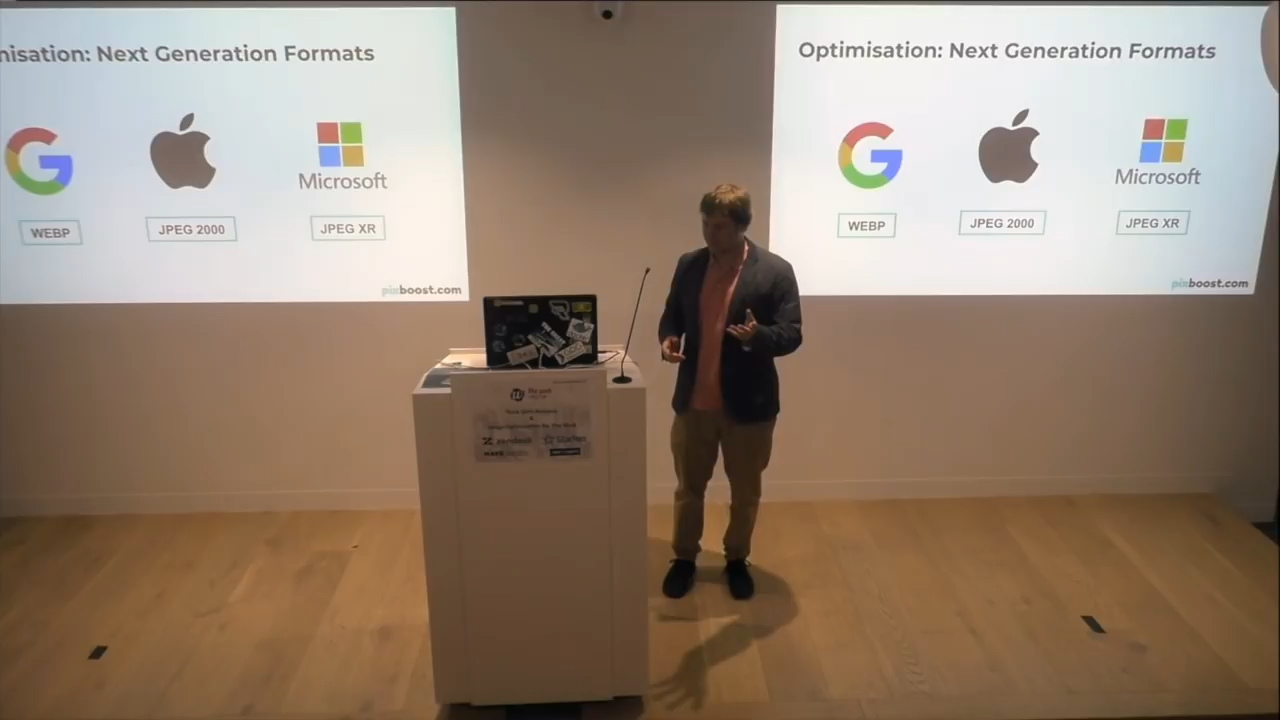 nisation: Next Generation Formats
Microsoft
WEBP
JPEG 2000
JPEG XR
pixboost.com
Optimisation: Next Generation Formats
Microsoft
WEBP
JPEG 2000
JPEG XR
pixboost.com
zendesk